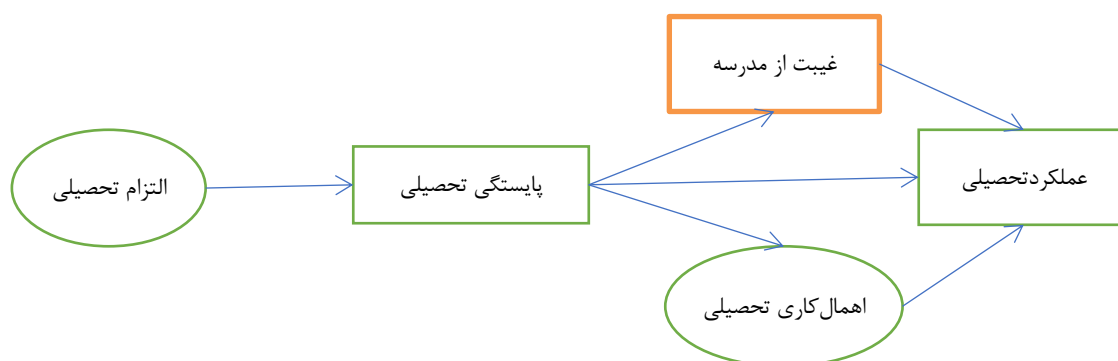 غیبت از مدرسه
التزام تحصیلی
پایستگی تحصیلی
عملکردتحصیلی
اهمال‌کاری تحصیلی